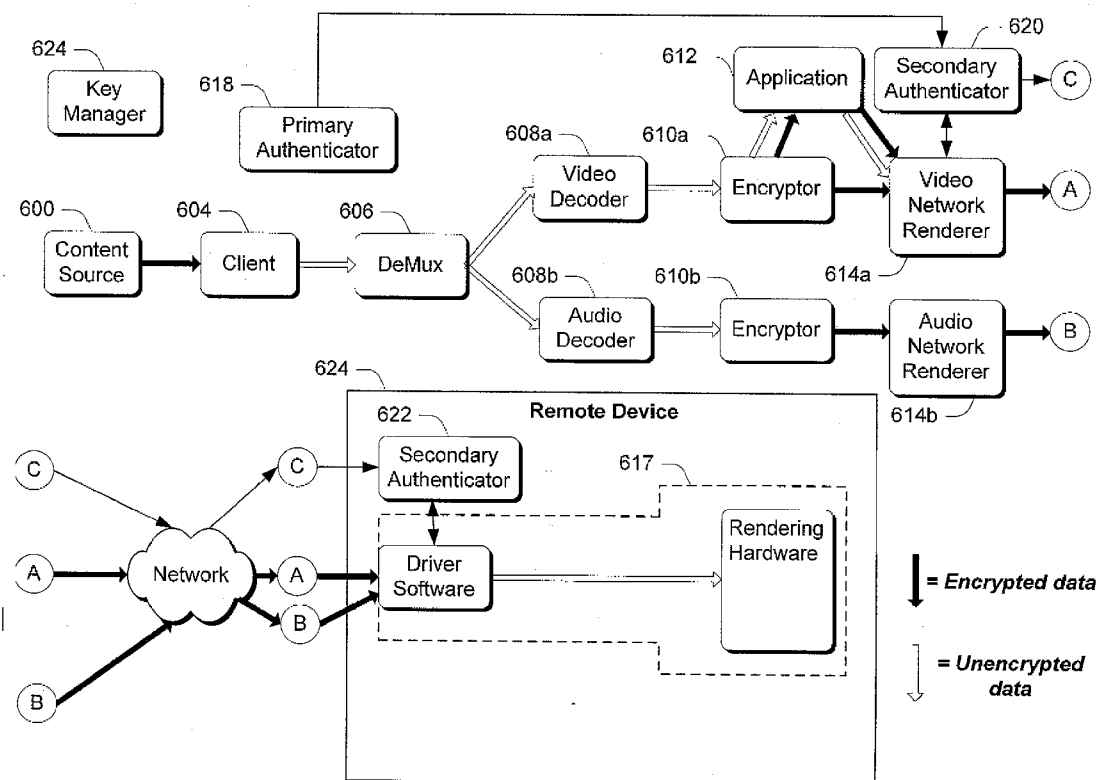 624
Key
Manager
618
Primary
Authenticator
612
Application
620
Secondary
Authenticator
C
608a
Video
Decoder
610a
Encryptor
Video
Network
Renderer
614a
A
600
Content
Source
604
Client
606
DeMux
608b
Audio
Decoder
610b
Encryptor
Audio
Network
Renderer
614b
B
624
Remote Device
622
Secondary
Authenticator
617
C
C
A
Network
A
B
B
Driver
Software
Rendering
Hardware
= Encrypted data
= Unencrypted
data